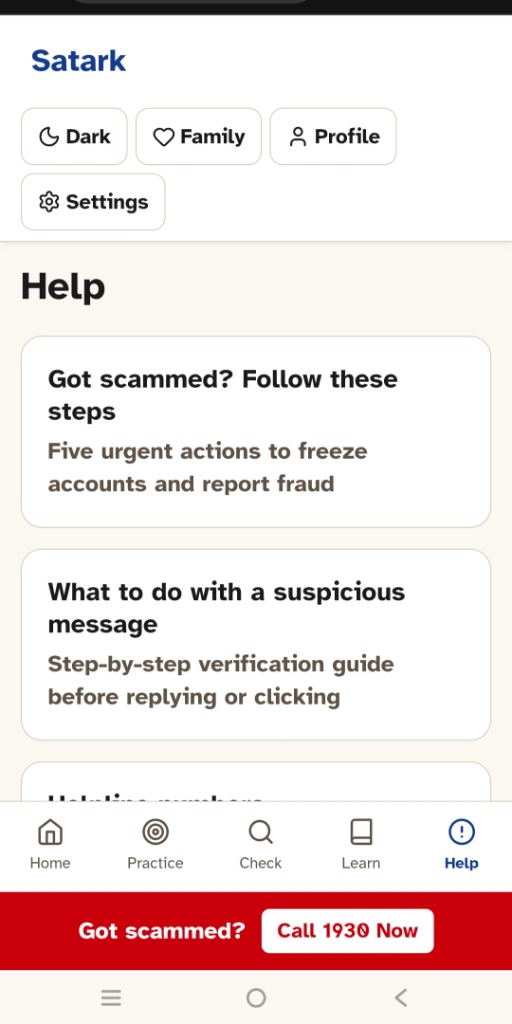 Satark
Dark
Family
Profile
Settings
Help
Got scammed? Follow these
steps
Five urgent actions to freeze
accounts and report fraud
What to do with a suspicious
message
Step-by-step verification guide
before replying or clicking
Helpline numbers
Home
Practice
Check
Learn
Help
Got scammed?
Call 1930 Now